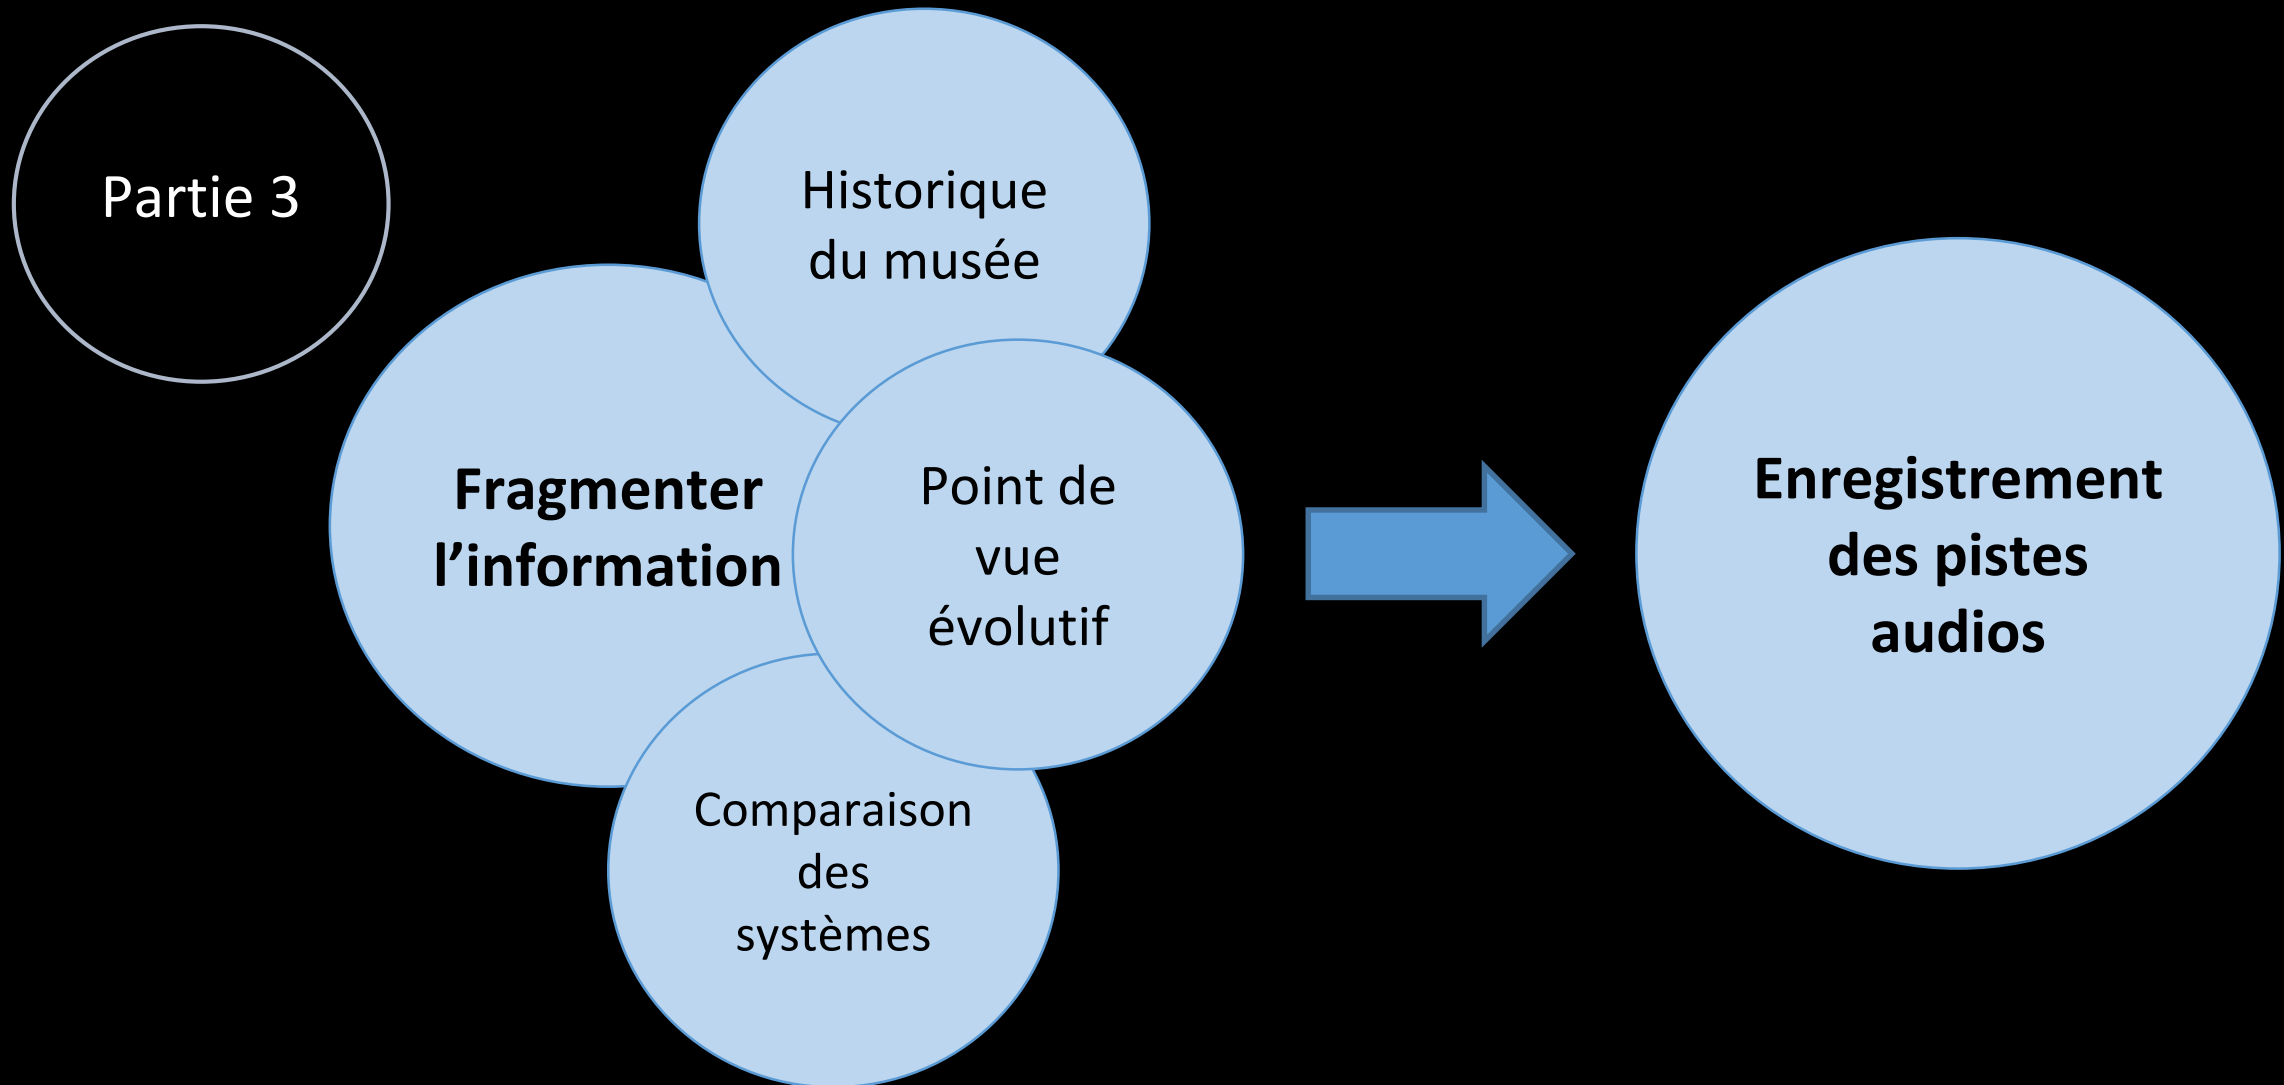 Partie 3
Historique
du musée
Fragmenter
l’information
Point de
vue
évolutif
Comparaison
des
systèmes
Enregistrement
des pistes
audios